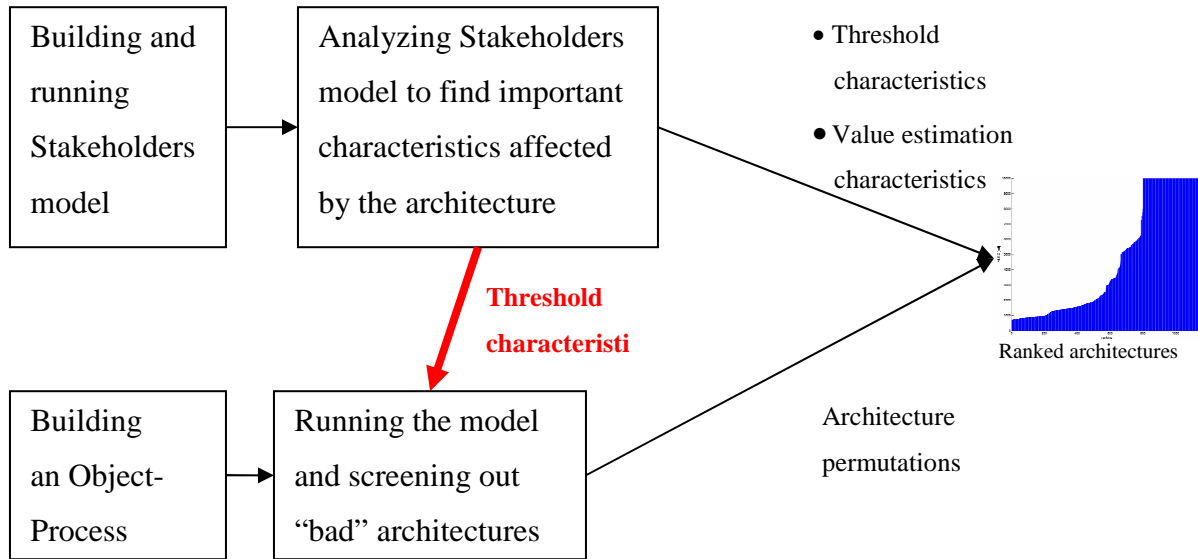 Building and
running
Stakeholders
model
Analyzing Stakeholders
model to find important
characteristics affected
by the architecture
• Threshold
characteristics
• Value estimation
characteristics
Threshold
characteristi
Ranked architectures
Building
an Object-
Process
Running the model
and screening out
“bad” architectures
Architecture
permutations